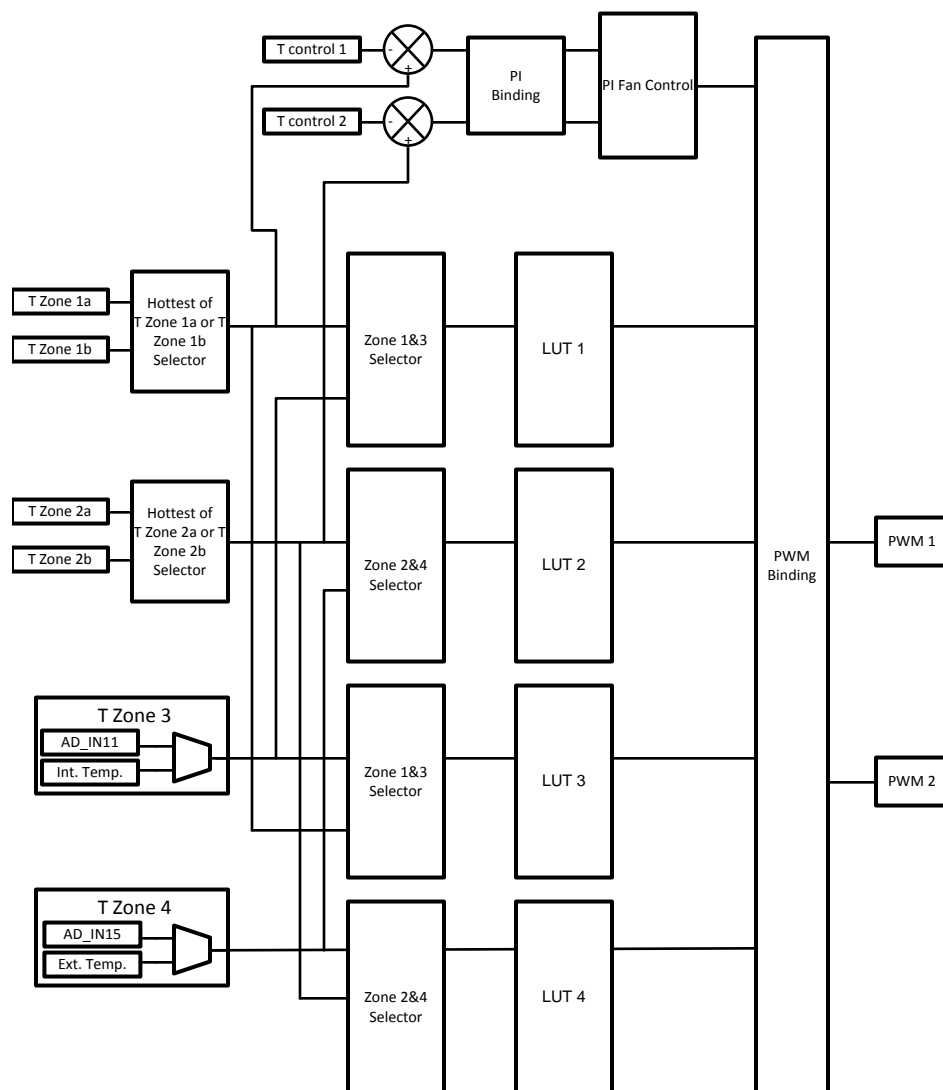 T control 1
PI
Binding
PI Fan Control
T control 2
T Zone 1a
T Zone 1b
Hottest of
T Zone 1a or T
Zone 1b
Selector
Zone 1&3
Selector
LUT 1
T Zone 2a
T Zone 2b
Hottest of
T Zone 2a or T
Zone 2b
Selector
Zone 2&4
Selector
LUT 2
PWM
Binding
PWM 1
T Zone 3
AD_IN11
Int. Temp.
Zone 1&3
Selector
LUT 3
PWM 2
T Zone 4
AD_IN15
Ext. Temp.
Zone 2&4
Selector
LUT 4
-
+
-
+